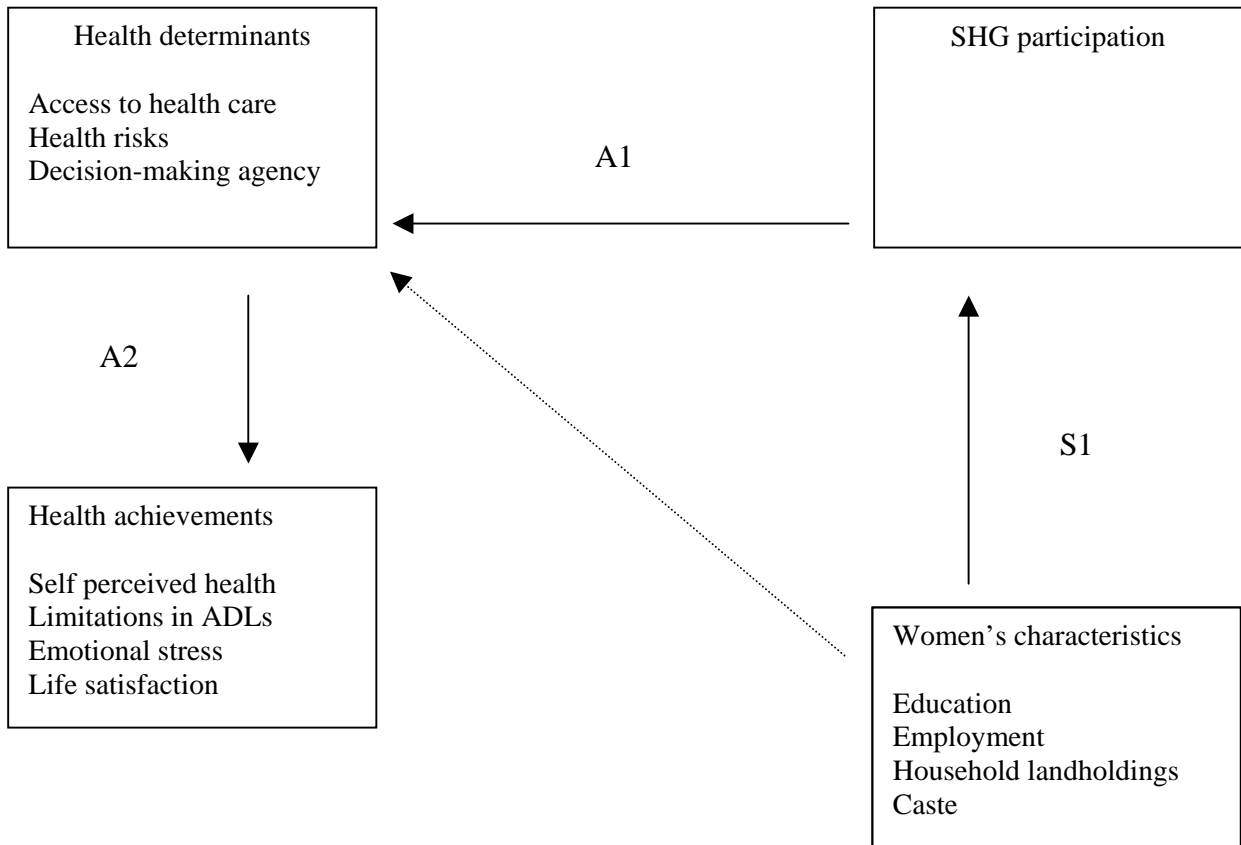 Health determinants
Access to health care
Health risks
Decision-making agency
SHG participation
A1
A2
S1
Health achievements
Self perceived health
Limitations in ADLs
Emotional stress
Life satisfaction
Women’s characteristics
Education
Employment
Household landholdings
Caste